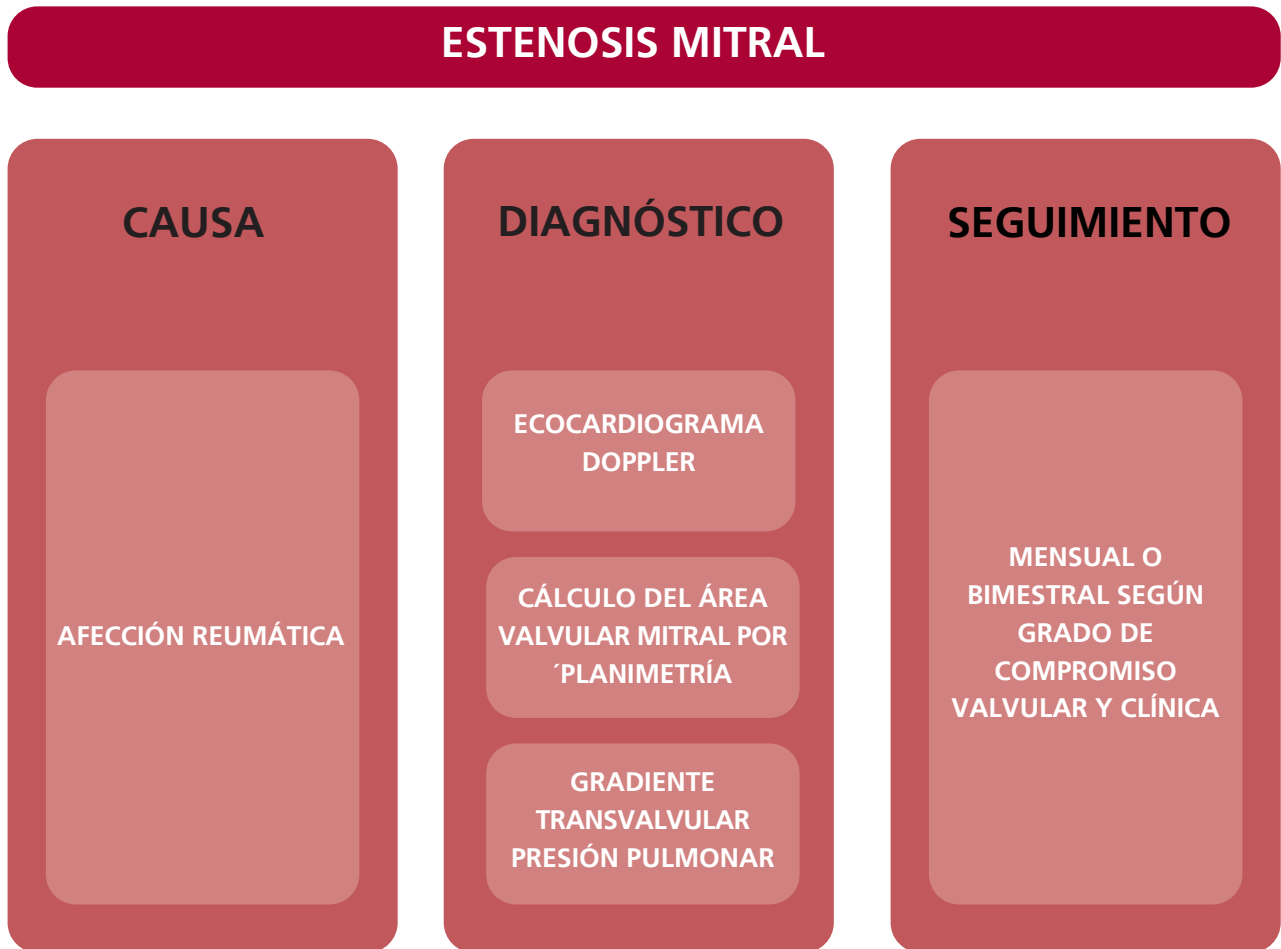 ESTENOSIS MITRAL
CAUSA
AFECCIÓN REUMÁTICA
DIAGNÓSTICO
ECOCARDIOGRAMA
DOPPLER
CÁLCULO DEL ÁREA
VALVULAR MITRAL POR
´PLANIMETRÍA
GRADIENTE
TRANSVALVULAR
PRESIÓN PULMONAR
SEGUIMIENTO
MENSUAL O
BIMESTRAL SEGÚN
GRADO DE
COMPROMISO
VALVULAR Y CLÍNICA